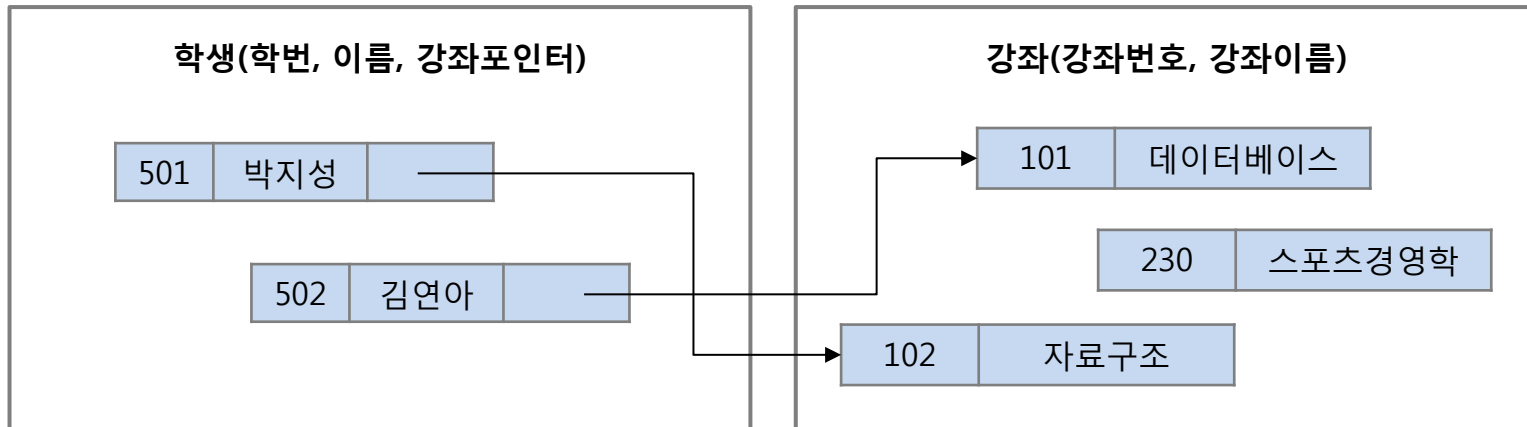 학생(학번, 이름, 강좌포인터)
501 박지성
502 김연아
강좌(강좌번호, 강좌이름)
101 데이터베이스
230 스포츠경영학
102 자료구조